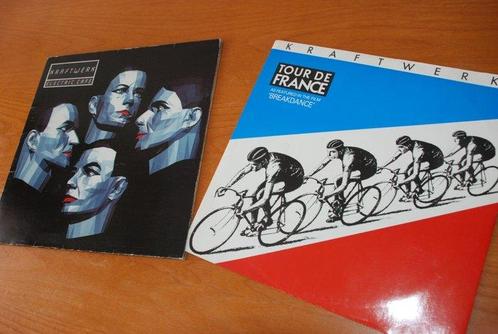 KRAFTWERK
ELECTRIC CAFE
KRAFTWERK
TOUR DE
FRANCE
AS FEATURED IN THE FILM
"BREAKDANCE"